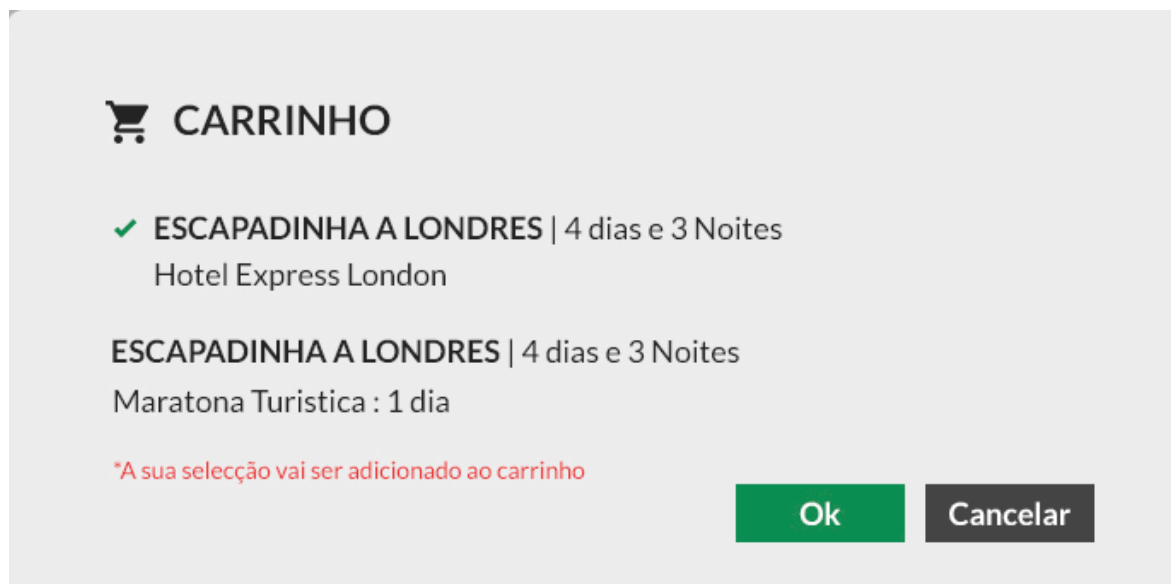 CARRINHO
ESCAPADINHA A LONDRES | 4 dias e 3 Noites
Hotel Express London
ESCAPADINHA A LONDRES | 4 dias e 3 Noites
Maratona Turistica : 1 dia
*A sua selecção vai ser adicionado ao carrinho
Ok Cancelar